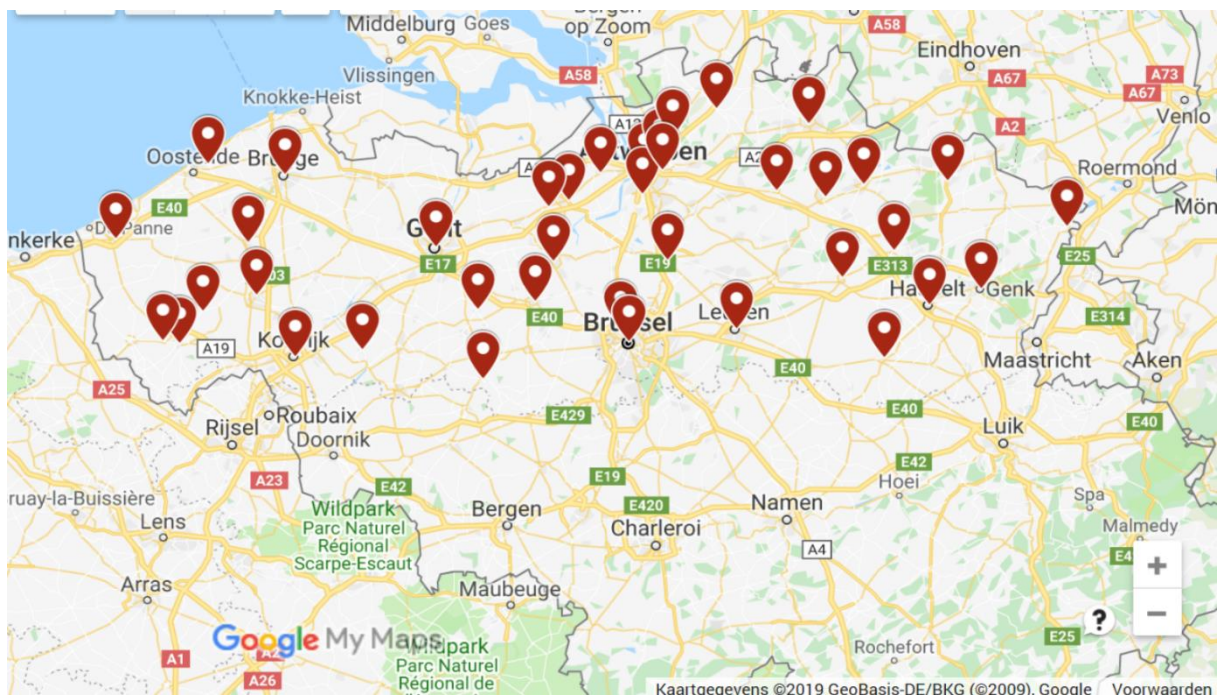 Middelburg
Goes
op Zoom
A58
A58
Eindhoven
A67
A73
A67
Venlo
Vlissingen
Knokke-Heist
A2
Oostende
Brugge
Roermond
E40
De Panne
nkerke
Gent
E17
E19
E313
E25
Hasselt
Genk
E40
Brussel
Leuven
E314
Maastricht
Aken
Kortrijk
A19
A25
E40
E429
E40
E40
Roubaix
Rijsel
Doornik
Luik
A23
E42
E19
E42
Hoei
ruay-la-Buissière
Wildpark
Parc Naturel
Régional
Scarpe-Escaut
Bergen
E420
Namen
Charleroi
Spa
Lens
A4
Malmedy
Arras
Maubeuge
+
−
?
Google My Maps
Parc Naturel
Régional de
E25
Rochefort
A1
A26
Kaartgegevens ©2019 GeoBasis-DE/BKG (©2009), Google
Voorwaarden